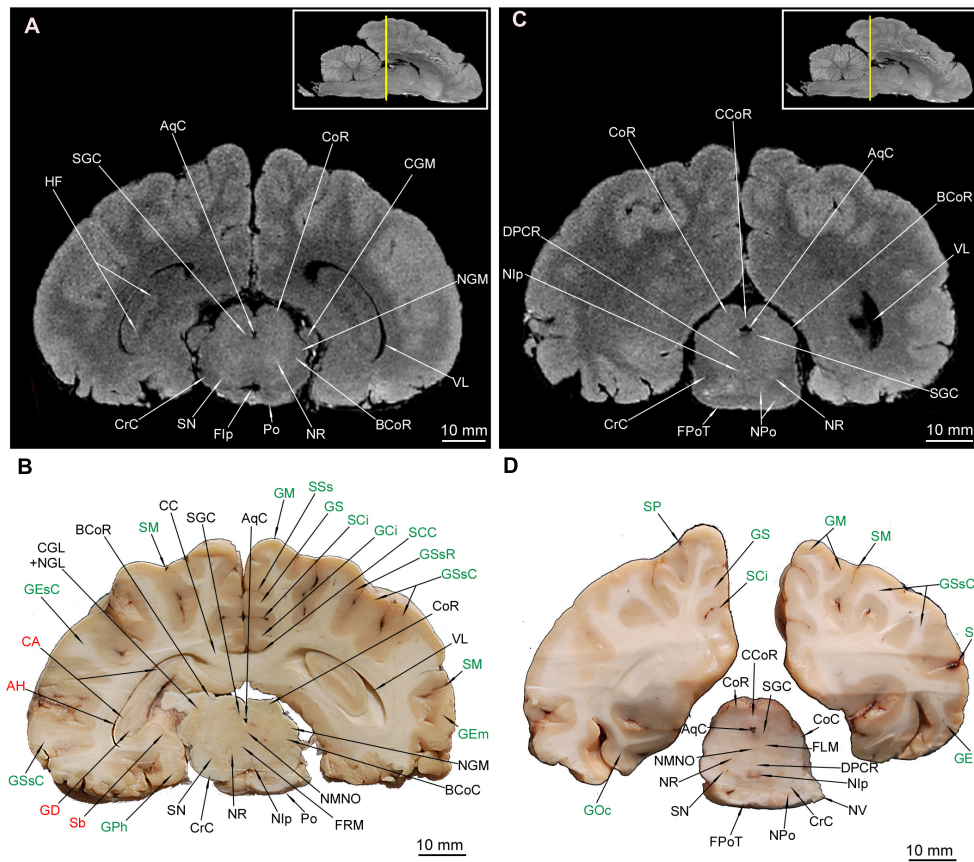 A
AqC
CoR
SGC
CGM
HF
NGM
VL
CrC
SN
FIp
Po
NR
BCoR
10 mm
C
CCoR
CoR
AqC
BCoR
DPCR
VL
NIp
SGC
CrC
NR
FPoT
NPo
10 mm
B
SSs
GM
GS
CC
SGC
AqC
SCi
SM
GCi
BCoR
SCC
CGL
+NGL
GSsR
GSsC
GEsC
CoR
CA
VL
AH
SM
GEm
GSsC
NGM
GD
BCoC
Sb
SN
NMNO
GPh
NR
NIp
Po
CrC
FRM
10 mm
D
SP
GM
SM
GS
GSsC
SCi
S
CCoR
CoR
SGC
CoC
AqC
FLM
NMNO
GE
NR
DPCR
NIp
SN
GOc
CrC
NV
FPoT
NPo
10 mm